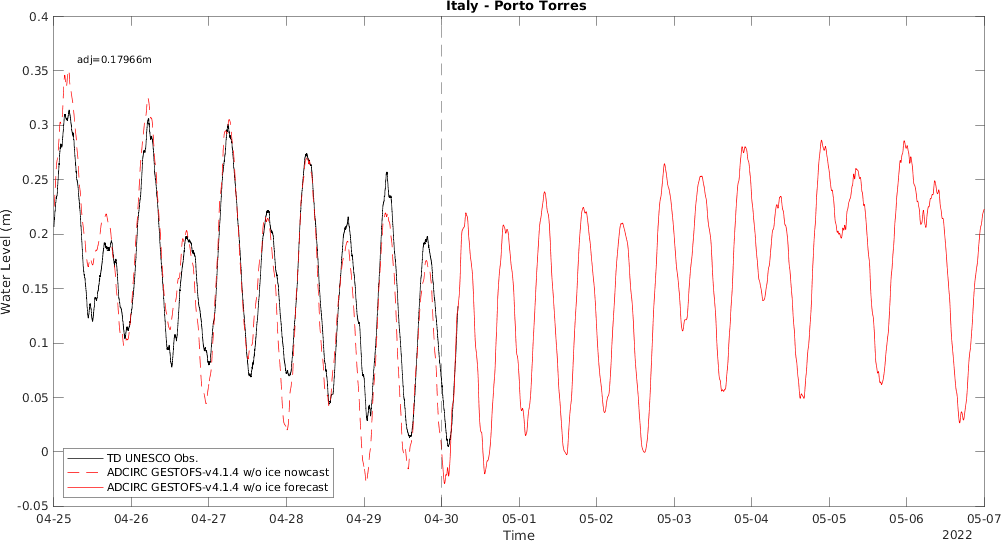 Italy - Porto Torres
0.4
0.35
0.3
0.25
0.2
0.15
0.1
0.05
0
-0.05
Water Level (m)
adj=0.17966m
TD UNESCO Obs.
ADCIRC GESTOFS-v4.1.4 w/o ice nowcast
ADCIRC GESTOFS-v4.1.4 w/o ice forecast
04-25 04-26 04-27 04-28 04-29 04-30 05-01 05-02 05-03 05-04 05-05 05-06 05-07
Time
2022